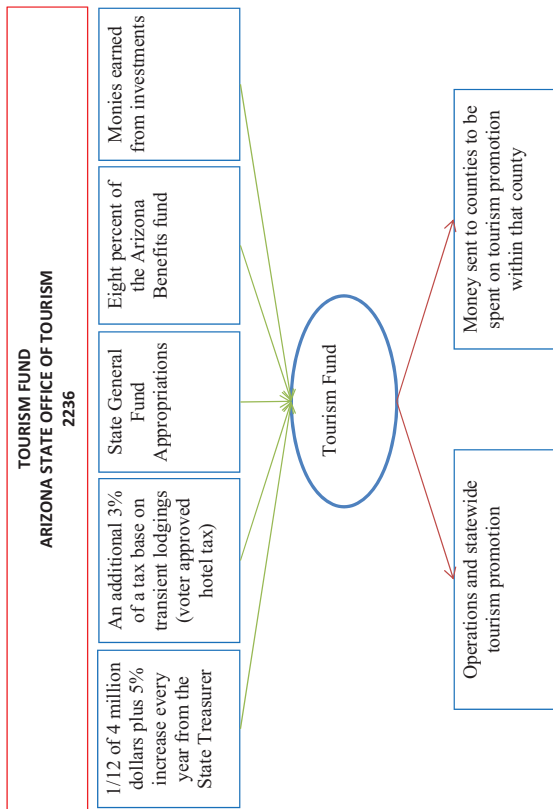 TOURISM FUND
ARIZONA STATE OFFICE OF TOURISM
2236
1/12 of 4 million
dollars plus 5%
increase every
year from the
State Treasurer
An additional 3%
of a tax base on
transient lodgings
(voter approved
hotel tax)
State General
Fund
Appropriations
Eight percent of
the Arizona
Benefits fund
Monies earned
from investments
Tourism Fund
Operations and statewide
tourism promotion
Money sent to counties to be
spent on tourism promotion
within that county